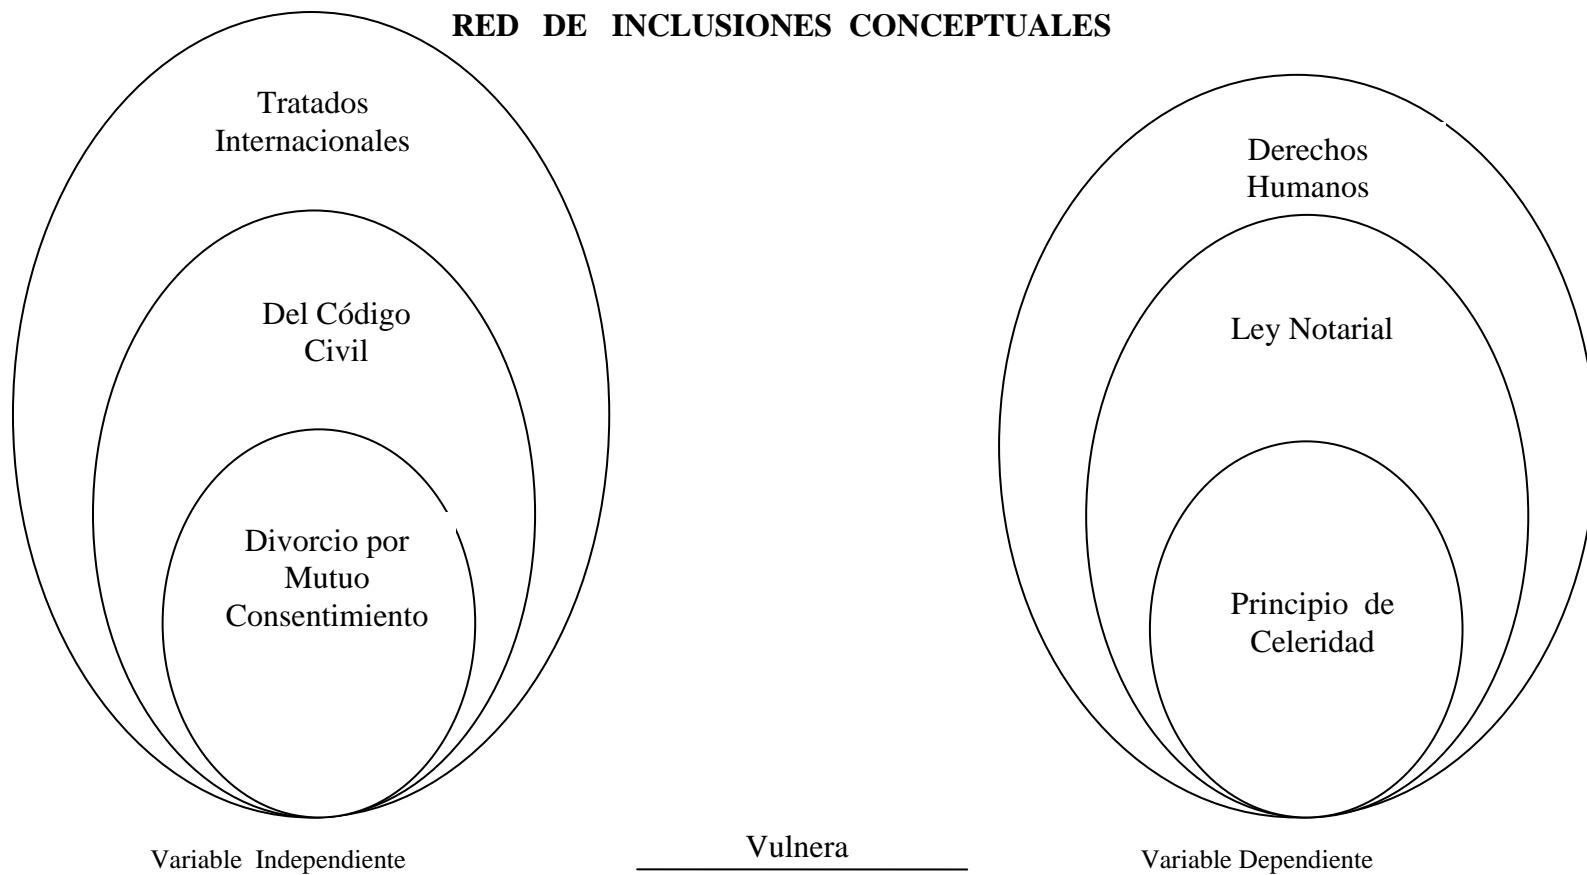 RED DE INCLUSIONES CONCEPTUALES
Tratados
Internacionales
Del Código
Civil
Divorcio por
Mutuo
Consentimiento
Derechos
Humanos
Ley Notarial
Principio de
Celeridad
Variable Independiente
Vulnera
Variable Dependiente